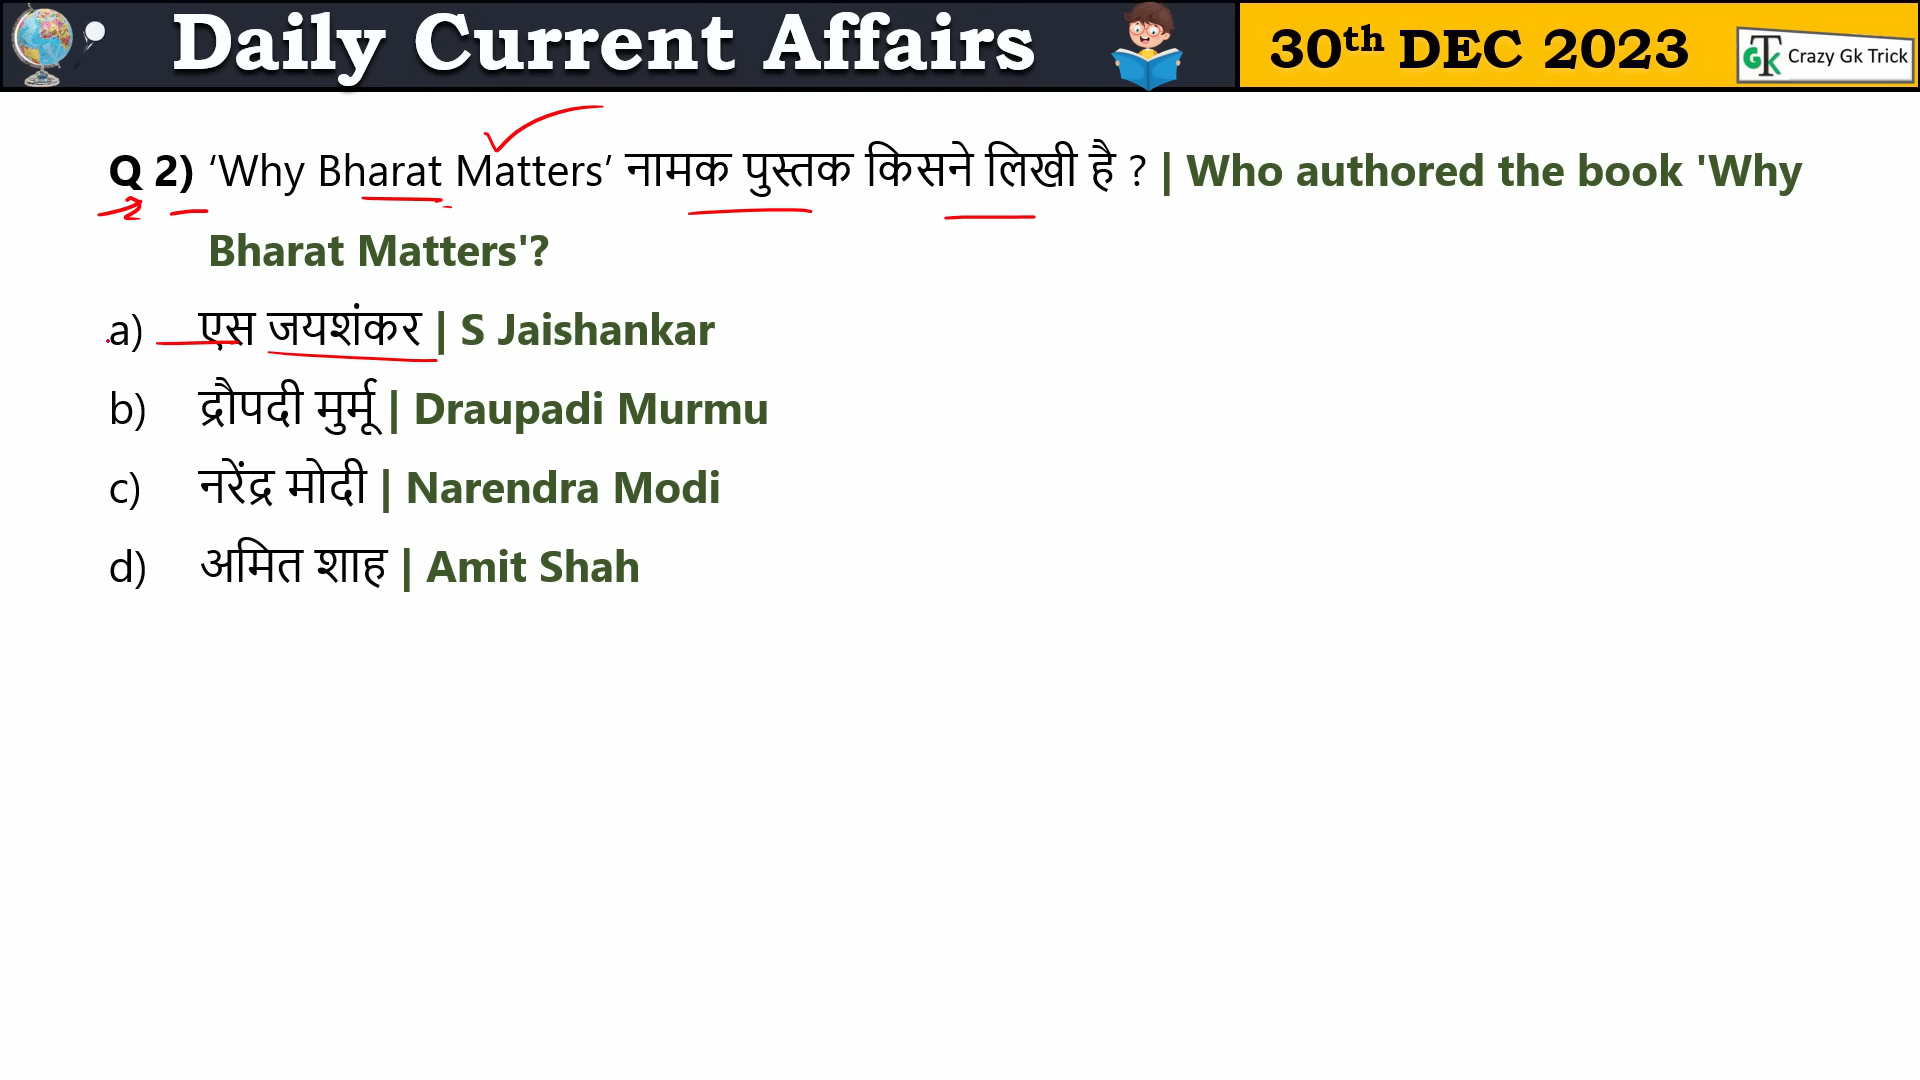 Daily Current Affairs
30th DEC 2023
GTK Crazy Gk Trick
Q 2) ‘Why Bharat Matters’ नामक पुस्तक किसने लिखी है ? | Who authored the book 'Why
Bharat Matters'?
a) एस जयशंकर | S Jaishankar
b) द्रौपदी मुर्मू | Draupadi Murmu
c) नरेंद्र मोदी | Narendra Modi
d) अमित शाह | Amit Shah